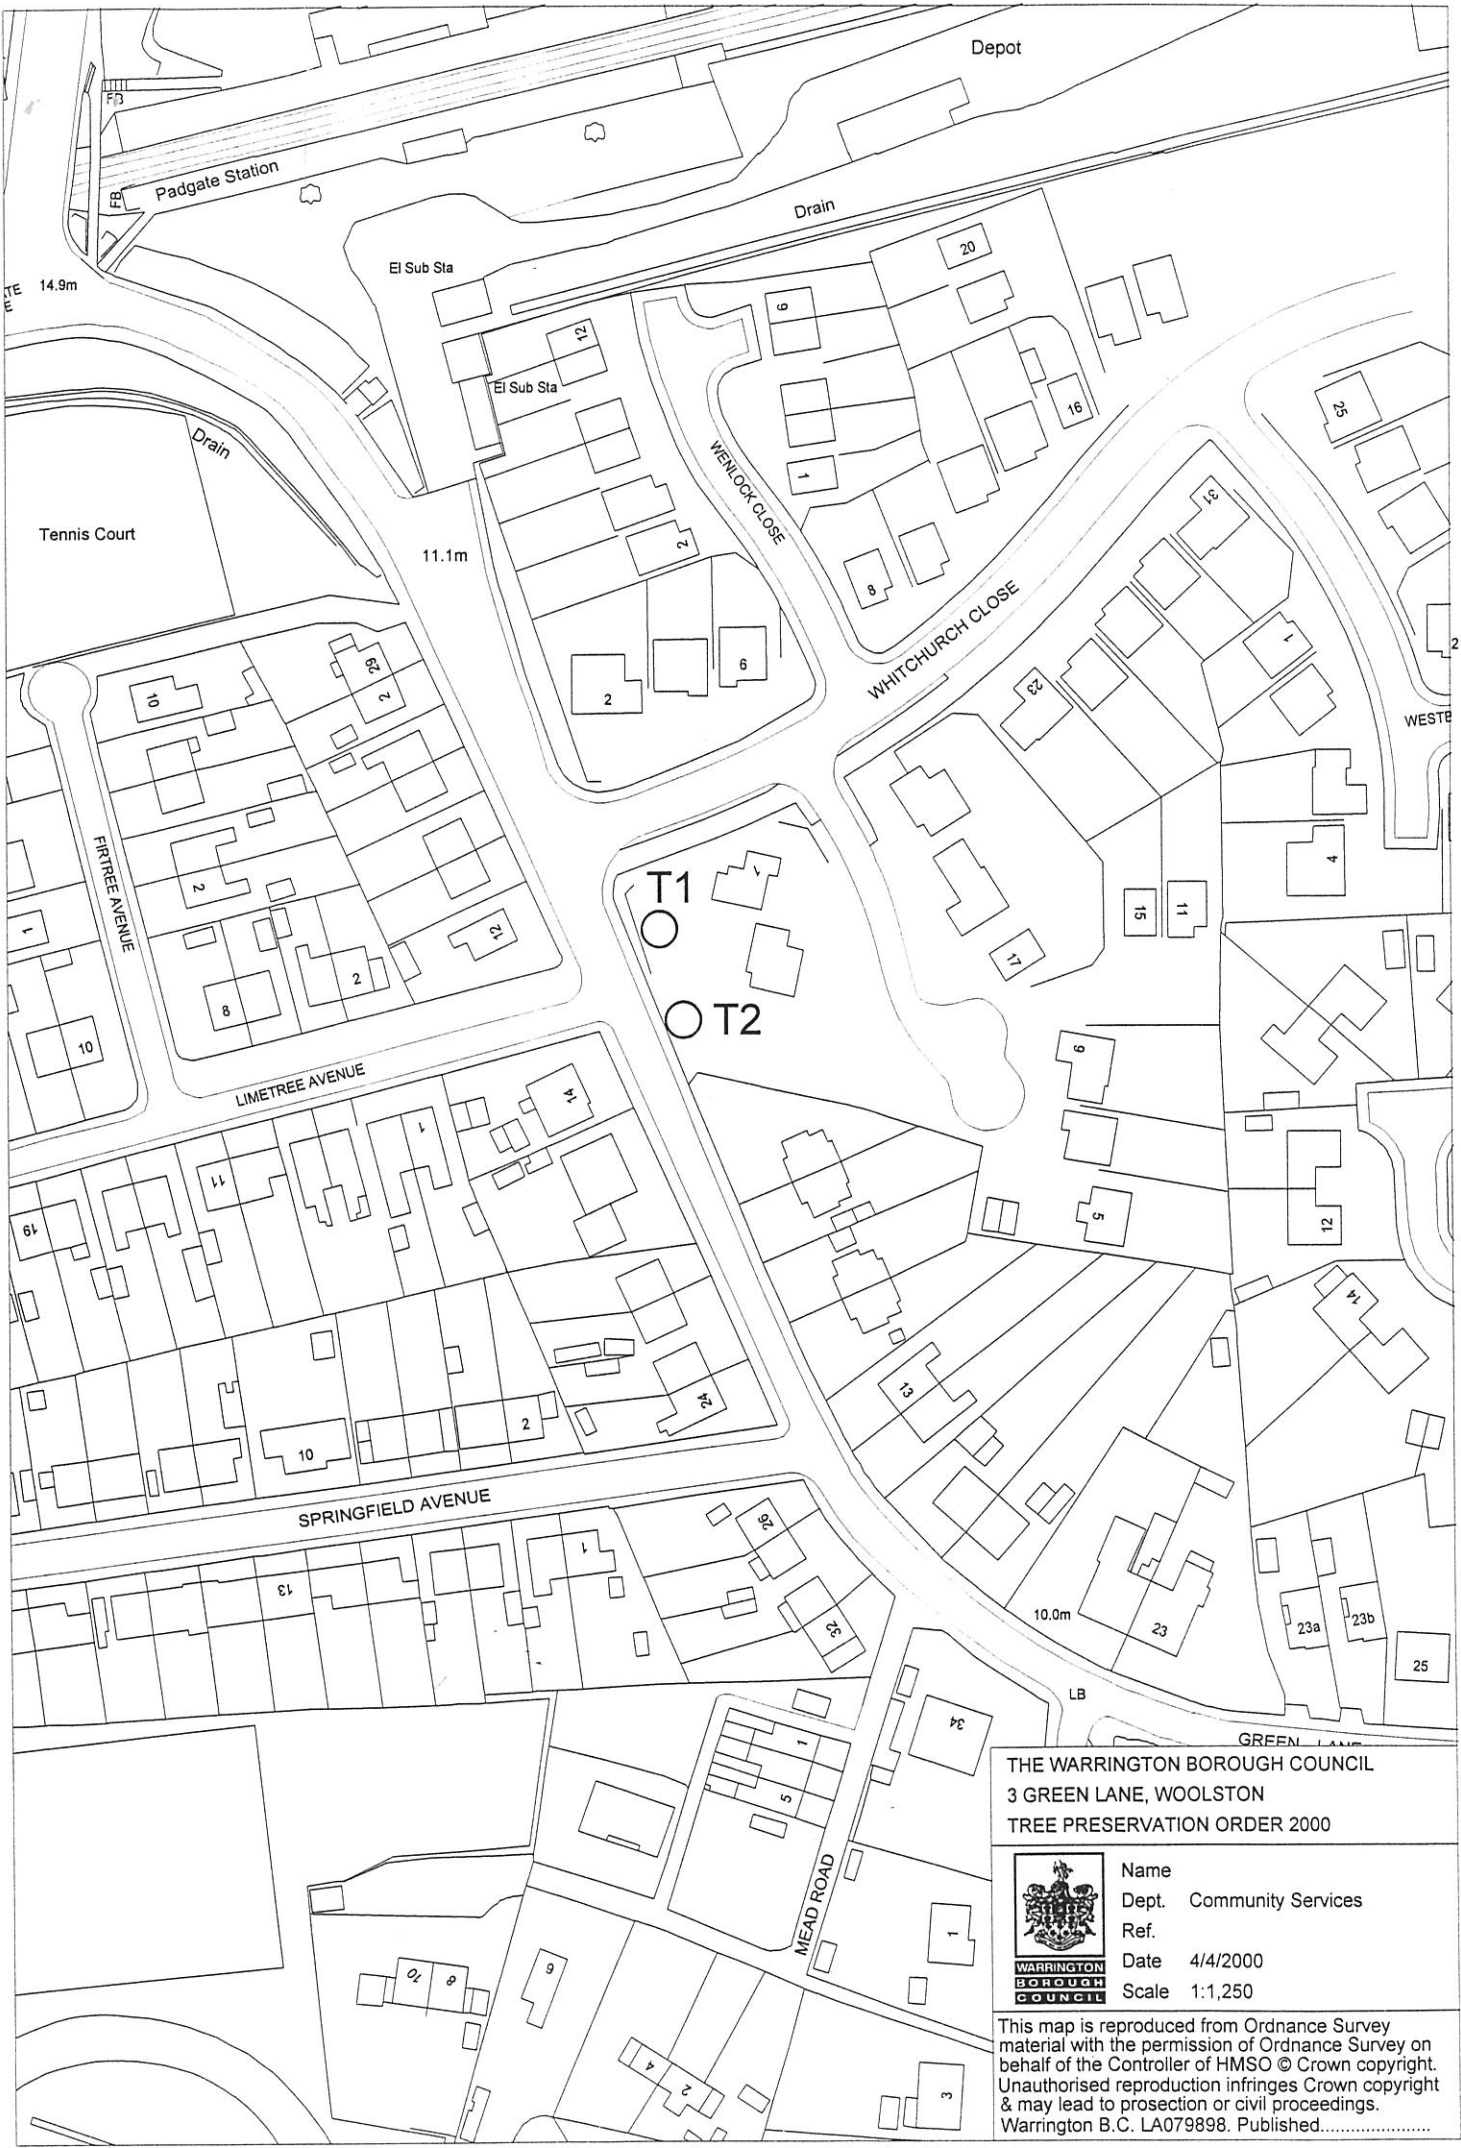 Depot
FB
Padgate Station
FB
Drain
20
El Sub Sta
14.9m
6
12
El Sub Sta
25
16
Drain
1
WENLOCK CLOSE
31
Tennis Court
11.1m
2
8
WHITCHURCH CLOSE
1
29
6
2
2
10
2
23
WESTB
FIRTREE AVENUE
4
2
T1
1
15
11
1
12
17
2
8
T2
10
9
LIMETREE AVENUE
14
1
11
5
19
12
14
13
24
2
10
SPRINGFIELD AVENUE
26
1
13
32
10.0m
23
23a
23b
25
LB
34
1
GREEN LANE
5
MEAD ROAD
1
70
8
6
4
2
3
THE WARRINGTON BOROUGH COUNCIL
3 GREEN LANE, WOOLSTON
TREE PRESERVATION ORDER 2000
WARRINGTON
BOROUGH
COUNCIL
Name
Dept. Community Services
Ref.
Date 4/4/2000
Scale 1:1,250
This map is reproduced from Ordnance Survey
material with the permission of Ordnance Survey on
behalf of the Controller of HMSO © Crown copyright.
Unauthorised reproduction infringes Crown copyright
& may lead to prosection or civil proceedings.
Warrington B.C. LA079898. Published......................